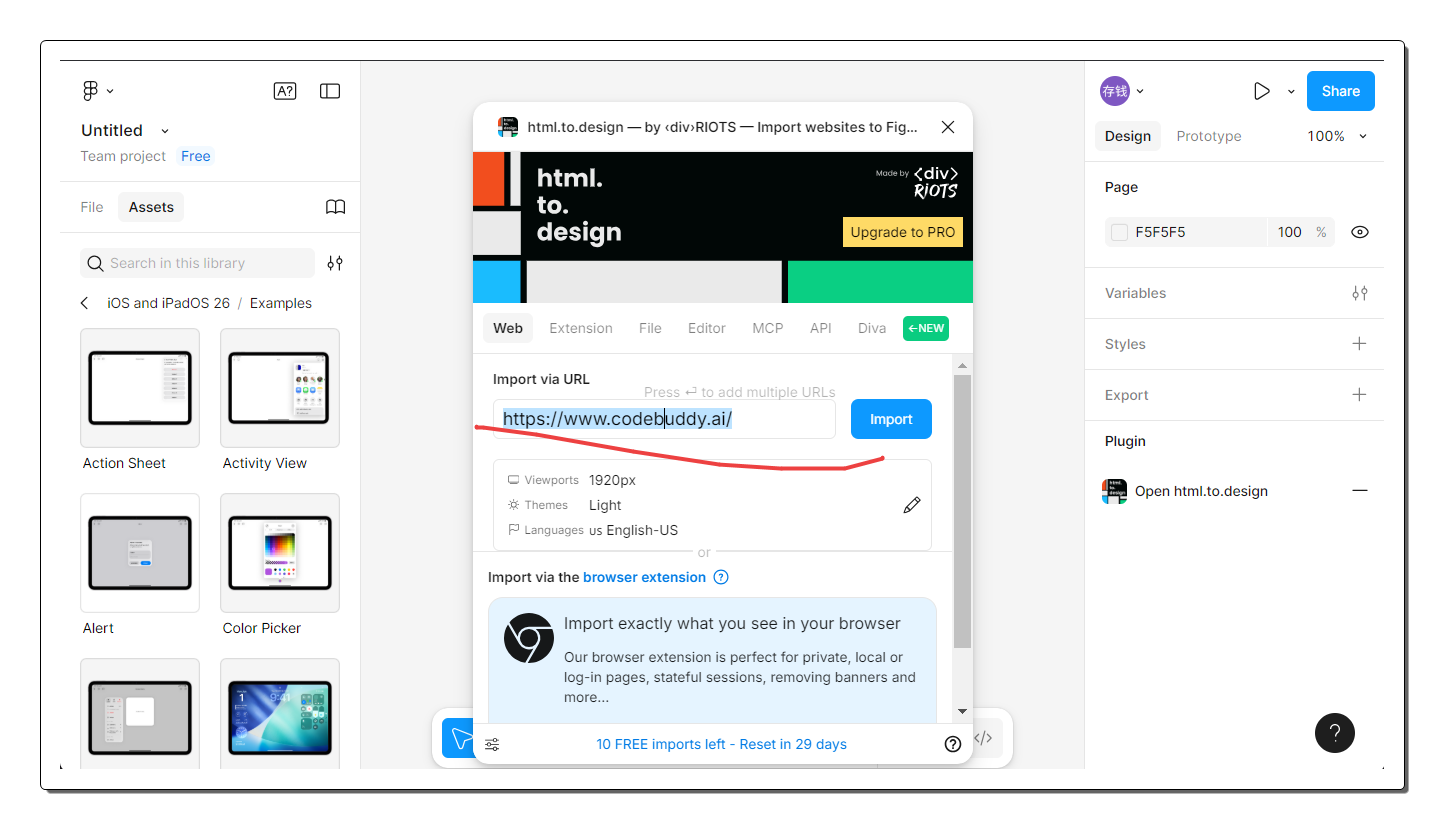 A?
Untitled
Team project Free
File Assets
Search in this library
iOS and iPadOS 26 / Examples
Action Sheet Activity View
Alert Color Picker
html.to.design — by ‹div›RIOTS — Import websites to Fig...
html.
to.
design
Made by <div>
RIOTS
Upgrade to PRO
Web Extension File Editor MCP API Diva ←NEW
Import via URL
Press ↵ to add multiple URLs
https://www.codebuddy.ai/
Import
Viewports 1920px
Themes Light
Languages US English-US
or
Import via the browser extension ?
Import exactly what you see in your browser
Our browser extension is perfect for private, local or
log-in pages, stateful sessions, removing banners and
more...
10 FREE imports left - Reset in 29 days
?
</>
存钱
Share
Design Prototype 100%
Page
F5F5F5 100 %
Variables
Styles
Export
Plugin
html.
to.
design
Open html.to.design
?